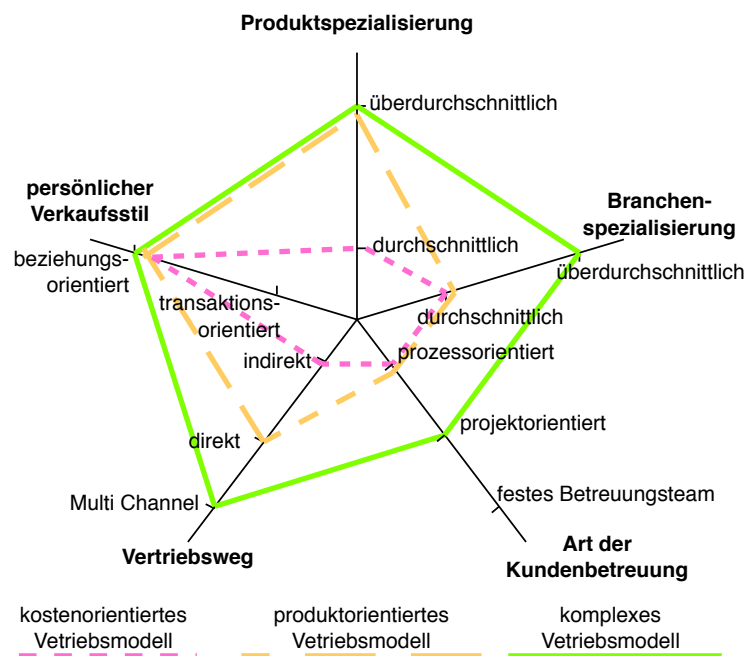 Produktspezialisierung
überdurchschnittlich
persönlicher
Verkaufsstil
Branchen-
spezialisierung
durchschnittlich
beziehungs-
orientiert
überdurchschnittlich
transaktions-
orientiert
durchschnittlich
indirekt
prozessorientiert
direkt
projektorientiert
Multi Channel
festes Betreuungsteam
Vertriebsweg
Art der
Kundenbetreuung
kostenorientiertes
Vetriebsmodell
produktorientiertes
Vetriebsmodell
komplexes
Vetriebsmodell